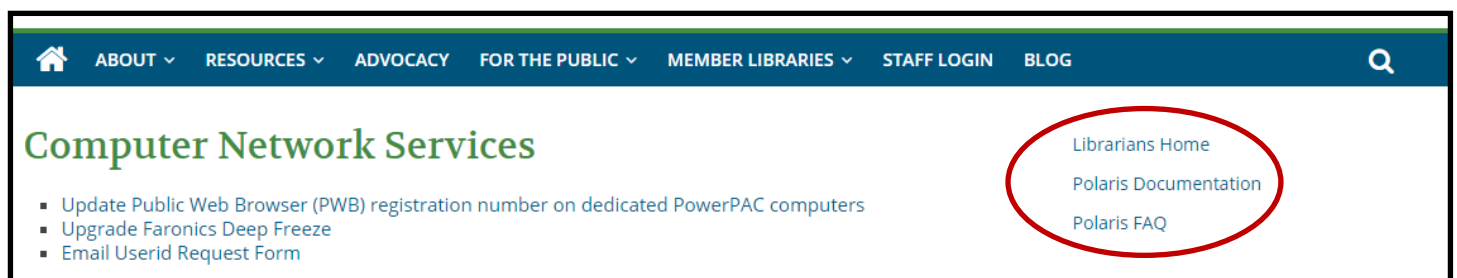 ABOUT RESOURCES ADVOCACY FOR THE PUBLIC MEMBER LIBRARIES STAFF LOGIN BLOG
Computer Network Services
Update Public Web Browser (PWB) registration number on dedicated PowerPAC computers
Upgrade Faronics Deep Freeze
Email Userid Request Form
Librarians Home
Polaris Documentation
Polaris FAQ